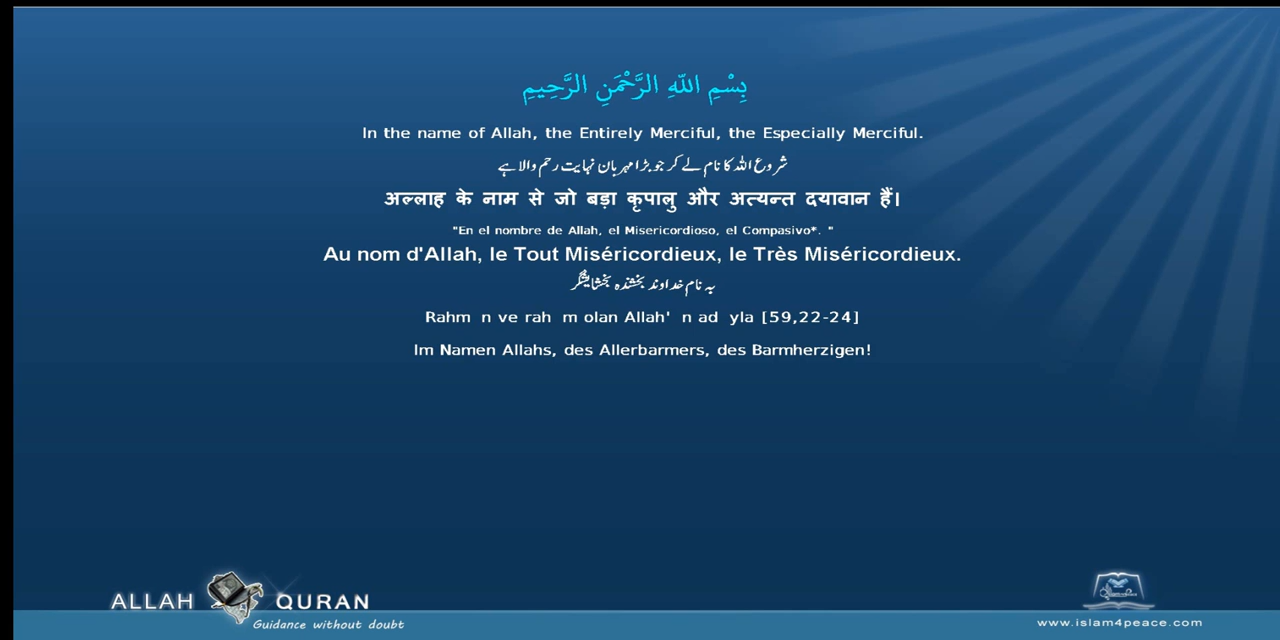 بِسْمِ اللّهِ الرَّحْمَنِ الرَّحِيمِ
In the name of Allah, the Entirely Merciful, the Especially Merciful.
شروع اللہ کا نام لے کر جو بڑا مہربان نہایت رحم والا ہے
अल्लाह के नाम से जो बड़ा कृपालु और अत्यन्त दयावान हैं।
"En el nombre de Allah, el Misericordioso, el Compasivo*. "
Au nom d'Allah, le Tout Miséricordieux, le Très Miséricordieux.
به نام خداوند بخشنده بخشایشگر
Rahm n ve rah m olan Allah' n ad yla [59,22-24]
Im Namen Allahs, des Allerbarmers, des Barmherzigen!
ALLAH QURAN
Guidance without doubt
www.islam4peace.com